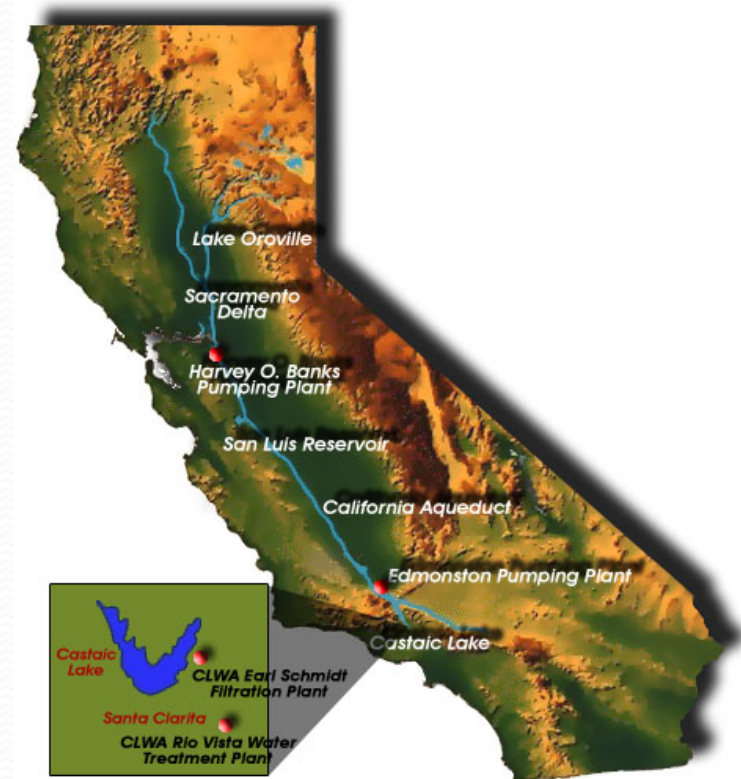 Lake Oroville
Sacramento
Delta
Harvey O. Banks
Pumping Plant
San Luis Reservoir
California Aqueduct
Edmonston Pumping Plant
Castaic Lake
Castaic
Lake
CLWA Earl Schmidt
Filtration Plant
Santa Clarita
CLWA Rio Vista Water
Treatment Plant